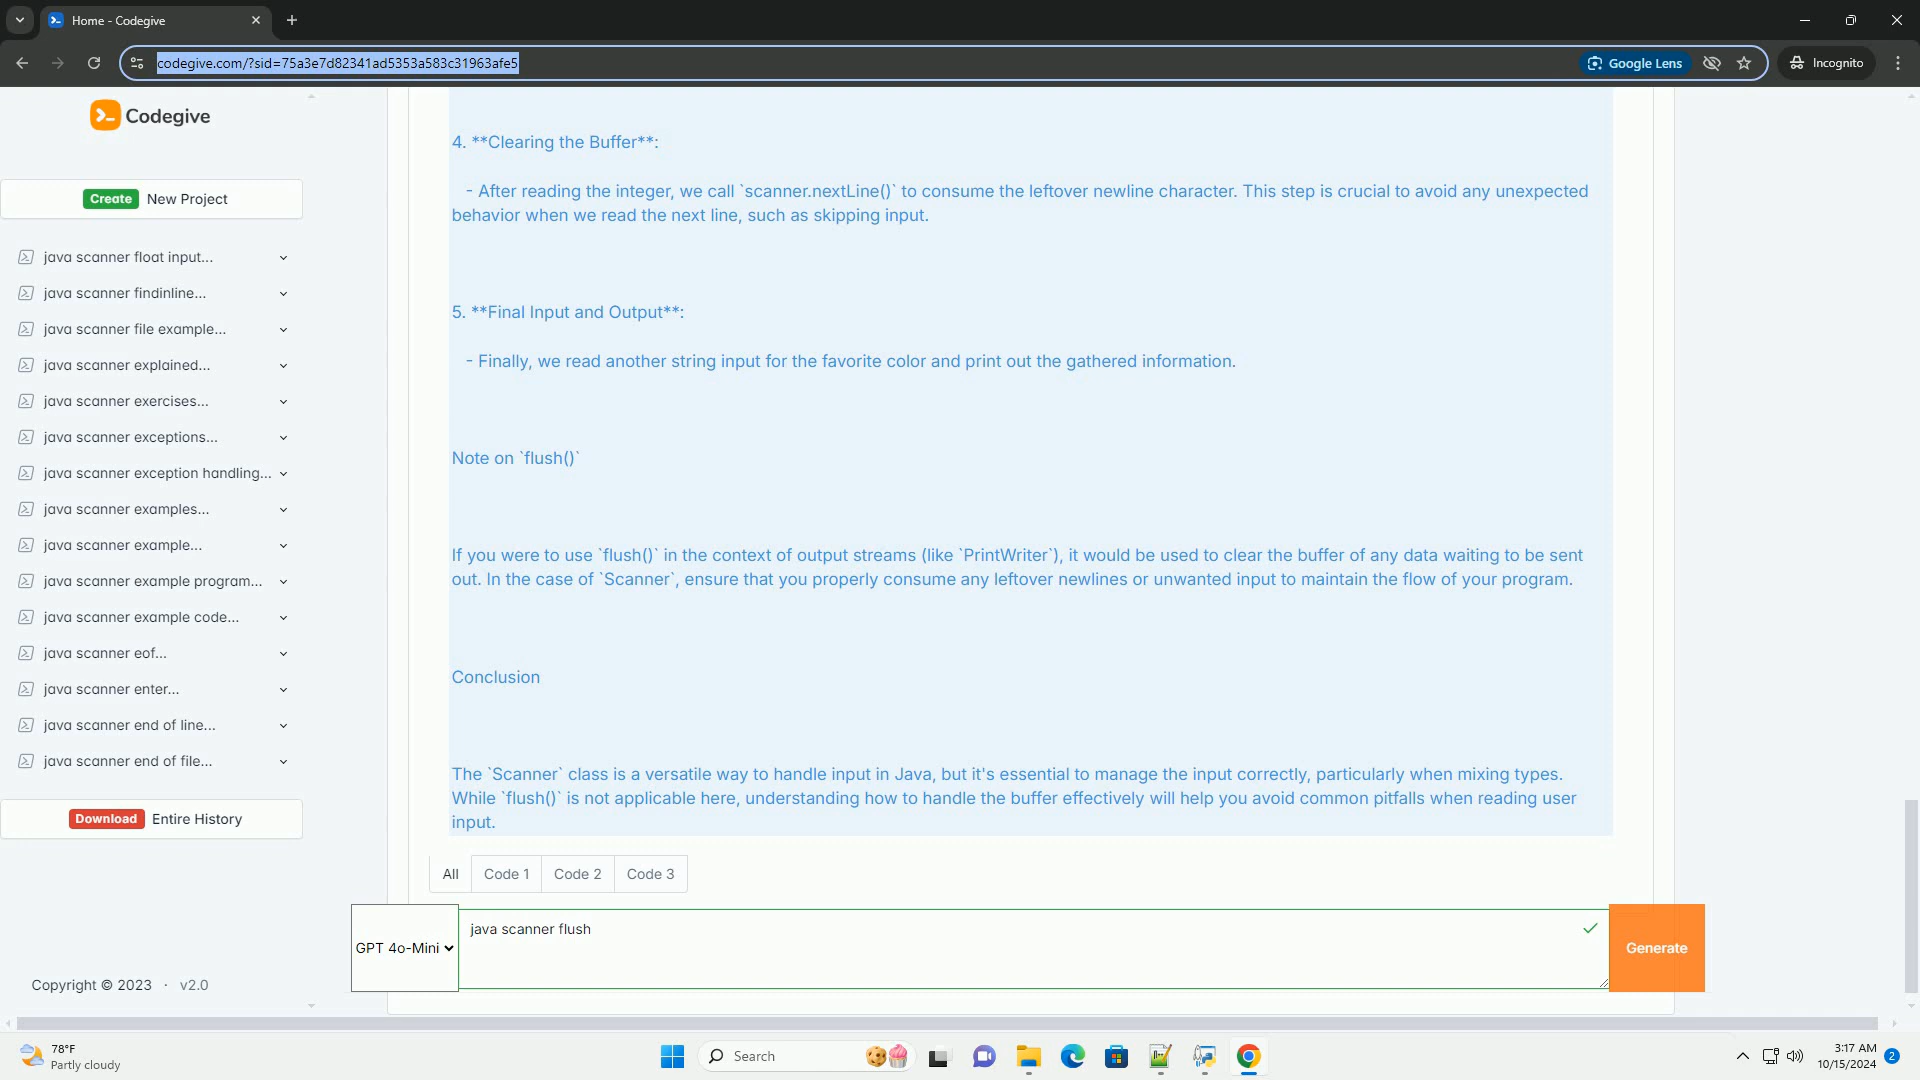 Home - Codegive
codegive.com/?sid=75a3e7d82341ad5353a583c31963afe5
Google Lens
Incognito
Codegive
Create New Project
java scanner float input...
java scanner findinline...
java scanner file example...
java scanner explained...
java scanner exercises...
java scanner exceptions...
java scanner exception handling...
java scanner examples...
java scanner example...
java scanner example program...
java scanner example code...
java scanner eof...
java scanner enter...
java scanner end of line...
java scanner end of file...
Download Entire History
Copyright © 2023 · v2.0
4. **Clearing the Buffer**:
- After reading the integer, we call `scanner.nextLine()` to consume the leftover newline character. This step is crucial to avoid any unexpected
behavior when we read the next line, such as skipping input.
5. **Final Input and Output**:
- Finally, we read another string input for the favorite color and print out the gathered information.
Note on `flush()`
If you were to use `flush()` in the context of output streams (like `PrintWriter`), it would be used to clear the buffer of any data waiting to be sent
out. In the case of `Scanner`, ensure that you properly consume any leftover newlines or unwanted input to maintain the flow of your program.
Conclusion
The `Scanner` class is a versatile way to handle input in Java, but it's essential to manage the input correctly, particularly when mixing types.
While `flush()` is not applicable here, understanding how to handle the buffer effectively will help you avoid common pitfalls when reading user
input.
All Code 1 Code 2 Code 3
GPT 4o-Mini
java scanner flush
Generate
78°F
Partly cloudy
Search
3:17 AM
10/15/2024
2